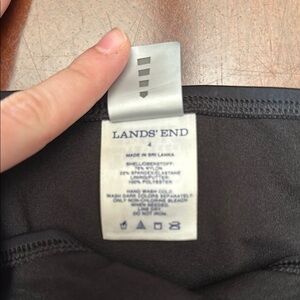 LANDS' END
4
MADE IN SRI LANKA
SHELL/OBERSTOFF:
78% NYLON
22% SPANDEX/ELASTANE
LINING/FUTTER:
100% POLYESTER
HAND WASH COLD
WASH DARK COLORS SEPARATELY
ONLY NON-CHLORINE BLEACH
WHEN NEEDED
LINE DRY
DO NOT IRON